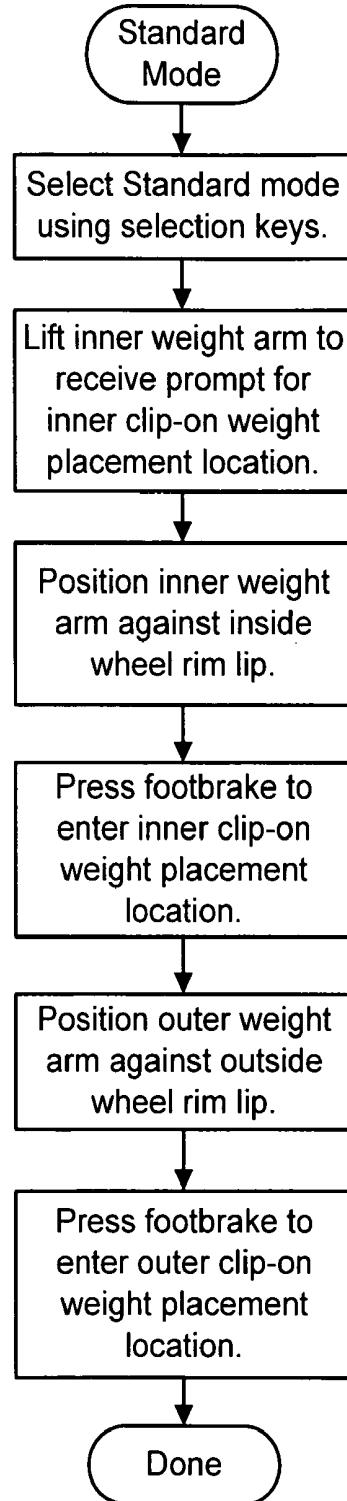 Standard
Mode
Select Standard mode
using selection keys.
Lift inner weight arm to
receive prompt for
inner clip-on weight
placement location.
Position inner weight
arm against inside
wheel rim lip.
Press footbrake to
enter inner clip-on
weight placement
location.
Position outer weight
arm against outside
wheel rim lip.
Press footbrake to
enter outer clip-on
weight placement
location.
Done